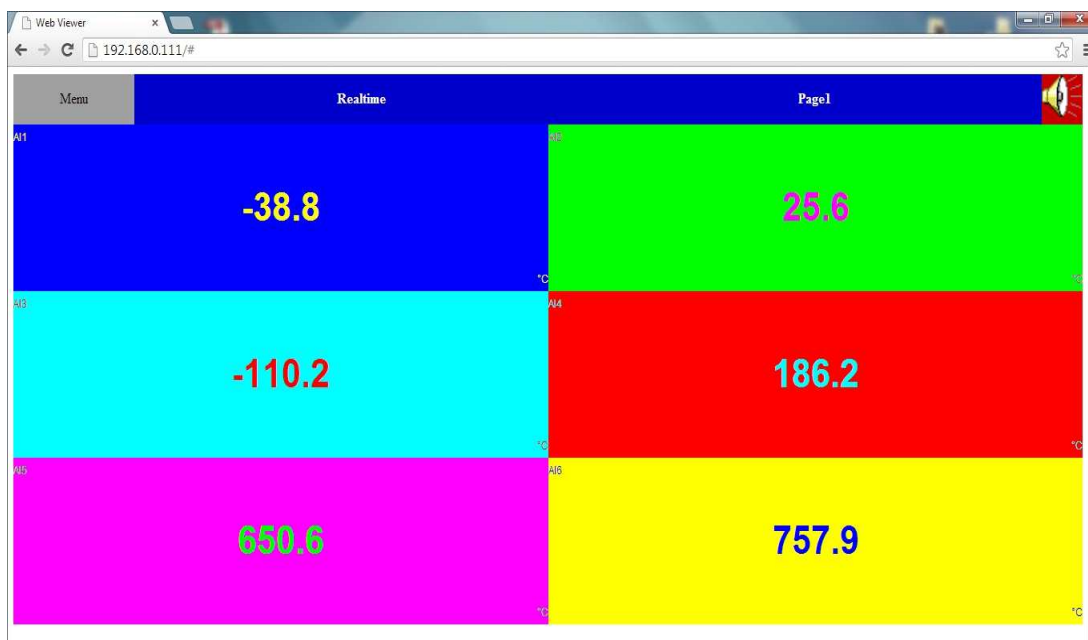 Web Viewer
192.168.0.111/#
Menu Realtime Page1
AI1 AI2
-38.8 25.6
°C °C
AI3 AI4
-110.2 186.2
°C °C
AI5 AI6
650.6 757.9
°C °C